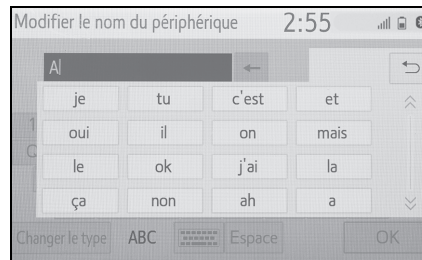 Modifier le nom du périphérique 2:55
A
je tu c'est et
oui il on mais
1
le ok j'ai la
ça non ah a
Changer le type ABC Espace OK